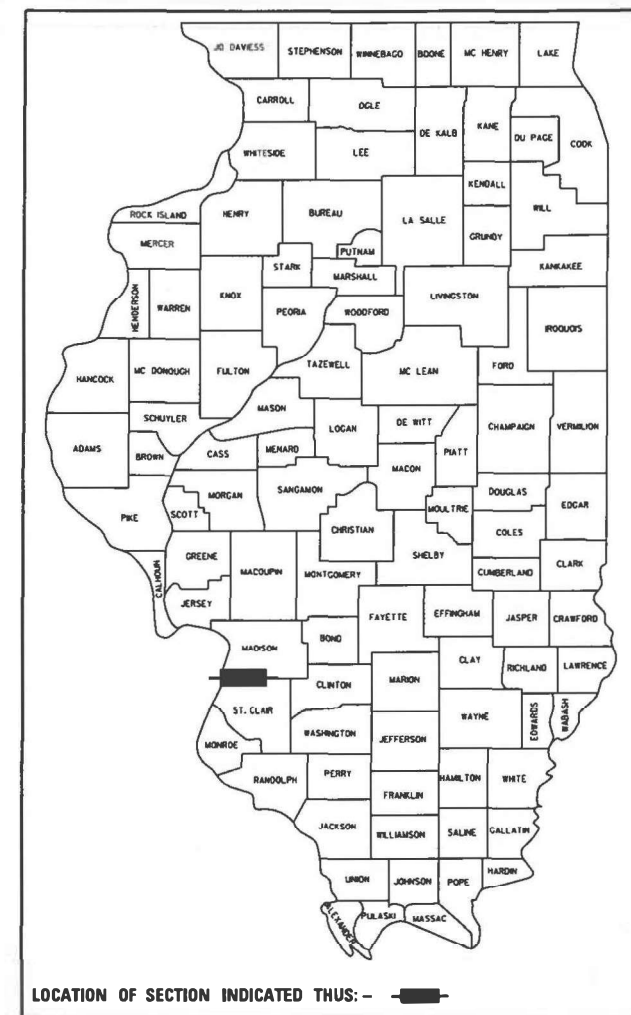 JO DAVIESS STEPHENSON WINNEBAGO BOONE MC HENRY LAKE
CARROLL OGLE DE KALB KANE DU PAGE COOK
WHITESIDE LEE KENDALL WILL
ROCK ISLAND HENRY BUREAU LA SALLE GRUNDY
MERCER PUTNAM KANKAKEE
STARK MARSHALL
HENDERSON WARREN KNOX PEORIA WOODFORD LIVINGSTON IROQUOIS
HANCOCK MC DONOUGH FULTON TAZEWELL MC LEAN FORD
SCHUYLER MASON LOGAN DE WITT CHAMPAIGN VERMILION
ADAMS BROWN CASS MENARD MACON PIATT
PIKE SCOTT MORGAN SANGAMON CHRISTIAN MOULTRIE DOUGLAS EDGAR
COLES
CALHOUN GREENE MACOUPIN MONTGOMERY SHELBY CUMBERLAND CLARK
JERSEY FAYETTE EFFINGHAM JASPER CRAWFORD
MADISON BOND CLAY RICHLAND LAWRENCE
ST. CLAIR CLINTON MARION WAYNE EDWARDS WABASH
MONROE WASHINGTON JEFFERSON
RANDOLPH PERRY HAMILTON WHITE
FRANKLIN
JACKSON WILLIAMSON SALINE GALLATIN
UNION JOHNSON POPE HARDIN
ALEXANDER PULASKI MASSAC
LOCATION OF SECTION INDICATED THUS: -